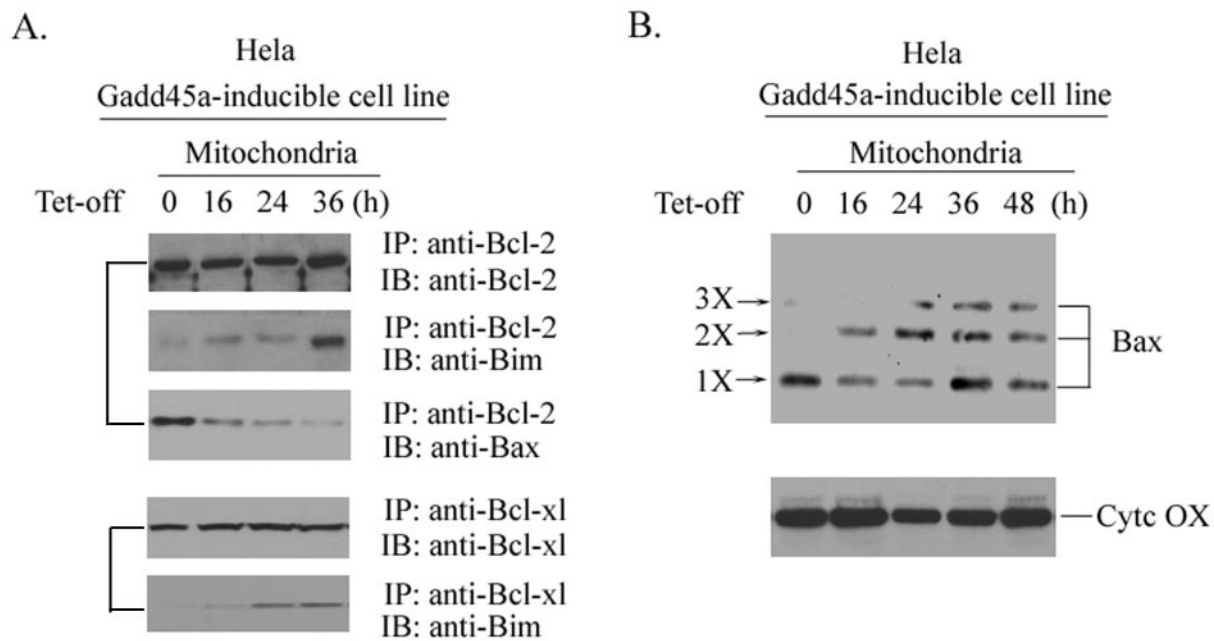 A.
Hela
Gadd45a-inducible cell line
Mitochondria
Tet-off 0 16 24 36 (h)
IP: anti-Bcl-2
IB: anti-Bcl-2
IP: anti-Bcl-2
IB: anti-Bim
IP: anti-Bcl-2
IB: anti-Bax
IP: anti-Bcl-xl
IB: anti-Bcl-xl
IP: anti-Bcl-xl
IB: anti-Bim
B.
Hela
Gadd45a-inducible cell line
Mitochondria
Tet-off 0 16 24 36 48 (h)
3X
2X
1X
Bax
Cytc OX